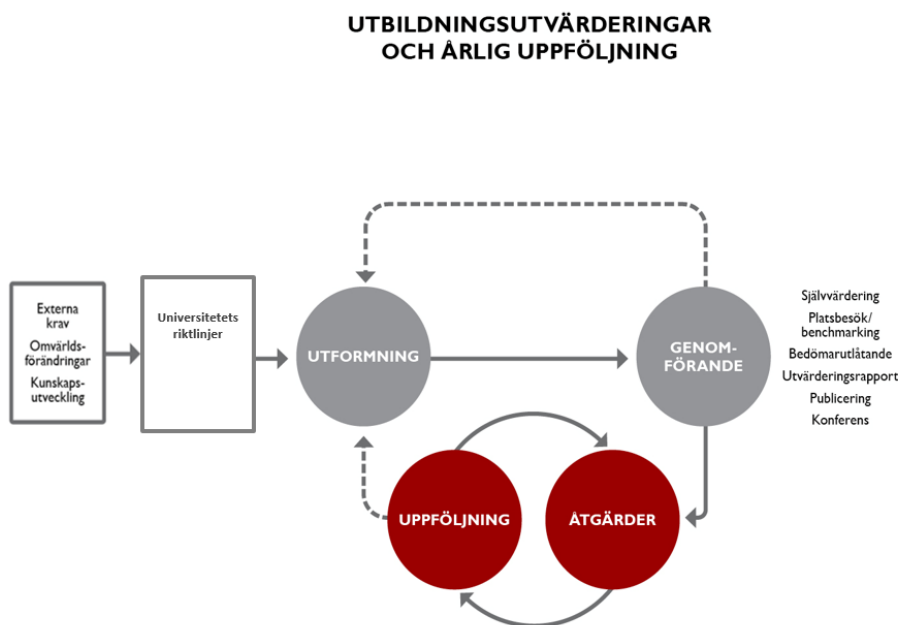 UTBILDNINGSUTVÄRDERINGAR
OCH ÅRLIG UPPFÖLJNING
Externa
krav
Omvärlds-
förändringar
Kunskaps-
utveckling
Universitetets
riktlinjer
UTFORMNING
GENOM-
FÖRANDE
Självvärdering
Platsbesök/
benchmarking
Bedömarutlåtande
Utvärderingsrapport
Publicering
Konferens
UPPFÖLJNING
ÅTGÄRDER